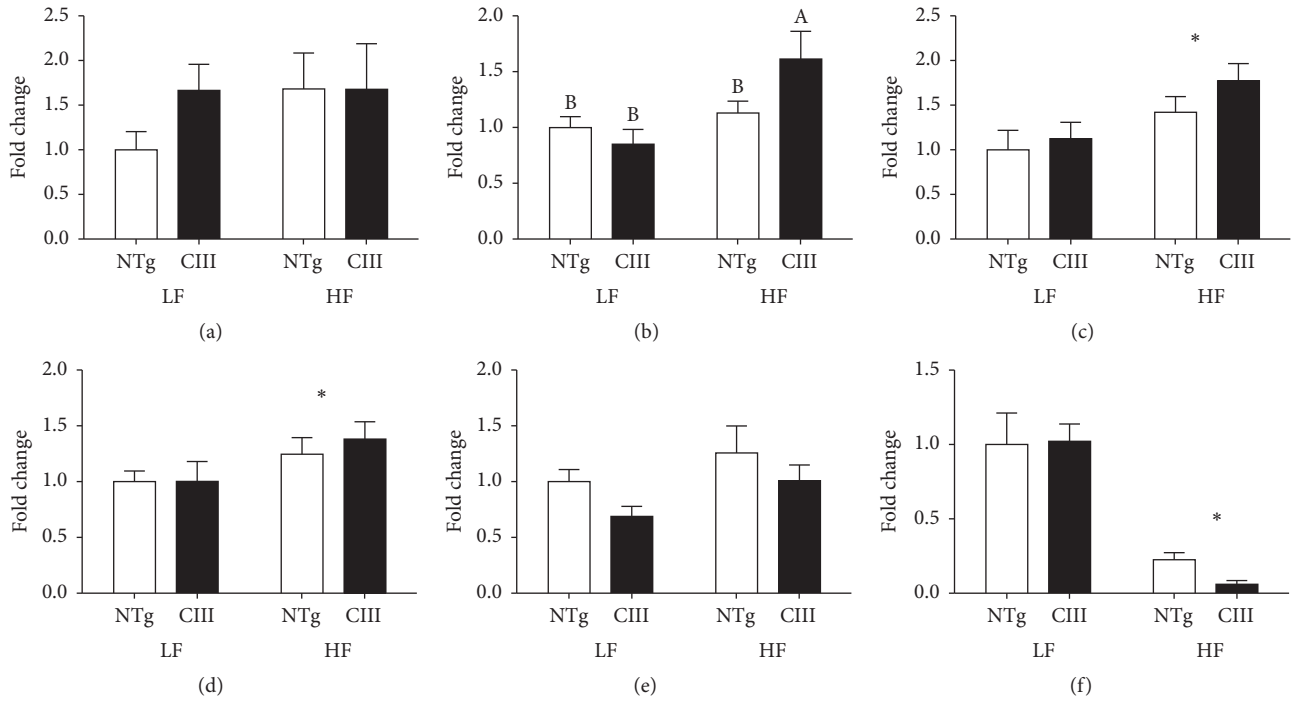 Fold change
2.5
2.0
1.5
1.0
0.5
0.0
NTg CIII NTg CIII
LF HF
(a)
Fold change
2.0
1.5
1.0
0.5
0.0
B B B A
NTg CIII NTg CIII
LF HF
(b)
Fold change
2.5
2.0
1.5
1.0
0.5
0.0
*
NTg CIII NTg CIII
LF HF
(c)
Fold change
2.0
1.5
1.0
0.5
0.0
*
NTg CIII NTg CIII
LF HF
(d)
Fold change
2.0
1.5
1.0
0.5
0.0
NTg CIII NTg CIII
LF HF
(e)
Fold change
1.5
1.0
0.5
0.0
*
NTg CIII NTg CIII
LF HF
(f)